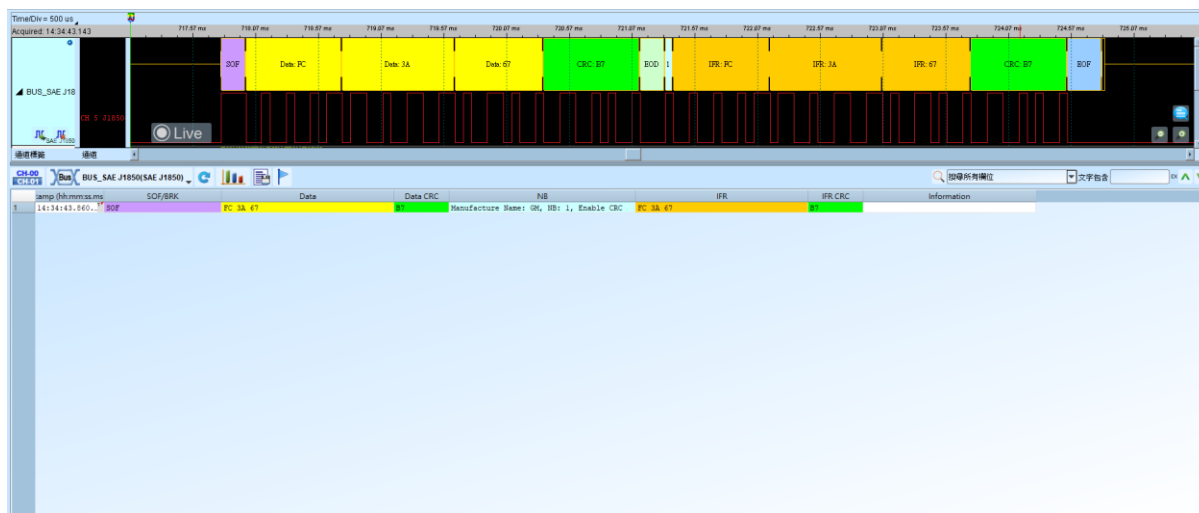 Time/Div = 500 us
Acquired: 14:34:43.143
717.57 ms 718.07 ms 718.57 ms 719.07 ms 719.57 ms 720.07 ms 720.57 ms 721.07 ms 721.57 ms 722.07 ms 722.57 ms 723.07 ms 723.57 ms 724.07 ms 724.57 ms 725.07 ms
SOF Data: FC Data: 3A Data: 67 CRC: B7 EOD 1 IFR: FC IFR: 3A IFR: 67 CRC: B7 EOF
BUS_SAE J18
CH 5 J1850
SAE J1850
Live
通道標籤 通道
CH-00
CH-01 Bus BUS_SAE J1850(SAE J1850) 搜尋所有欄位 文字包含
tamp (hh:mm:ss.ms SOF/BRK Data Data CRC NB IFR IFR CRC Information
1 14:34:43.860.. SOF FC 3A 67 B7 Manufacture Name: GM, NB: 1, Enable CRC FC 3A 67 B7